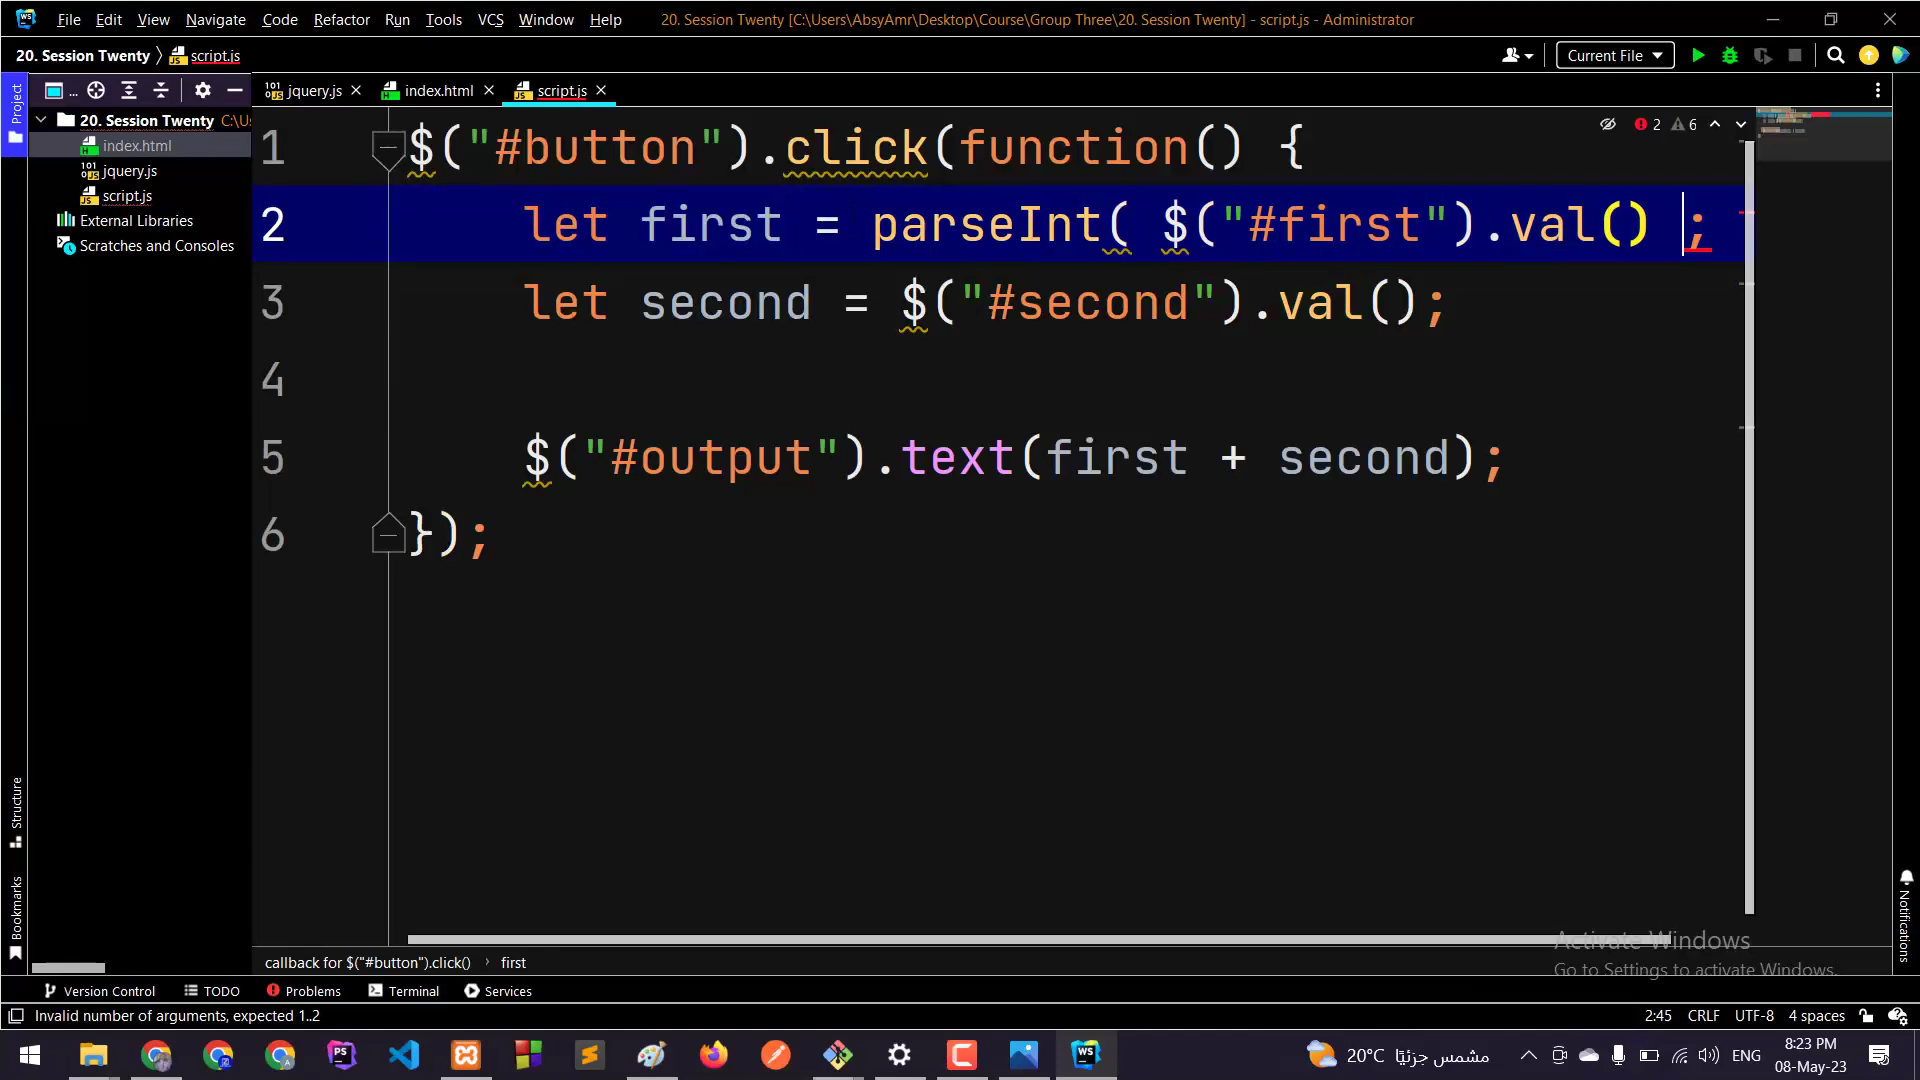 File Edit View Navigate Code Refactor Run Tools VCS Window Help 20. Session Twenty [C:\Users\AbsyAmr\Desktop\Course\Group Three\20. Session Twenty] - script.js - Administrator
20. Session Twenty script.js Current File
Project
... jquery.js index.html script.js
20. Session Twenty C:\U
index.html
jquery.js
script.js
External Libraries
Scratches and Consoles
2 6
1 $("#button").click(function() {
2 let first = parseInt( $("#first").val() ;
3 let second = $("#second").val();
4
5 $("#output").text(first + second);
6 });
Structure
Bookmarks
Notifications
Activate Windows
Go to Settings to activate Windows.
callback for $("#button").click() › first
Version Control TODO Problems Terminal Services
Invalid number of arguments, expected 1..2 2:45 CRLF UTF-8 4 spaces
20°C مشمس جزئيًا ENG 8:23 PM
08-May-23